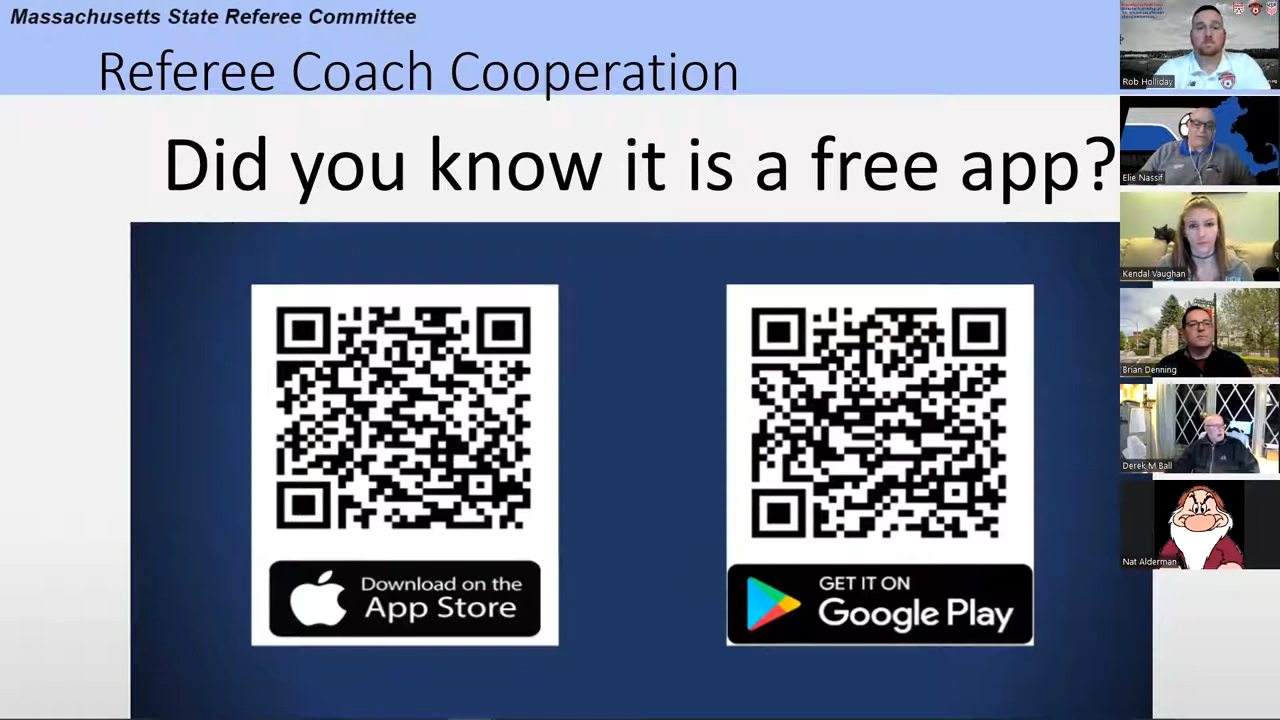 Massachusetts State Referee Committee
Referee Coach Cooperation
Did you know it is a free app?
Download on the
App Store
GET IT ON
Google Play
Rob Holliday
Elie Nassif
Kendal Vaughan
Brian Denning
Derek M Ball
Nat Alderman